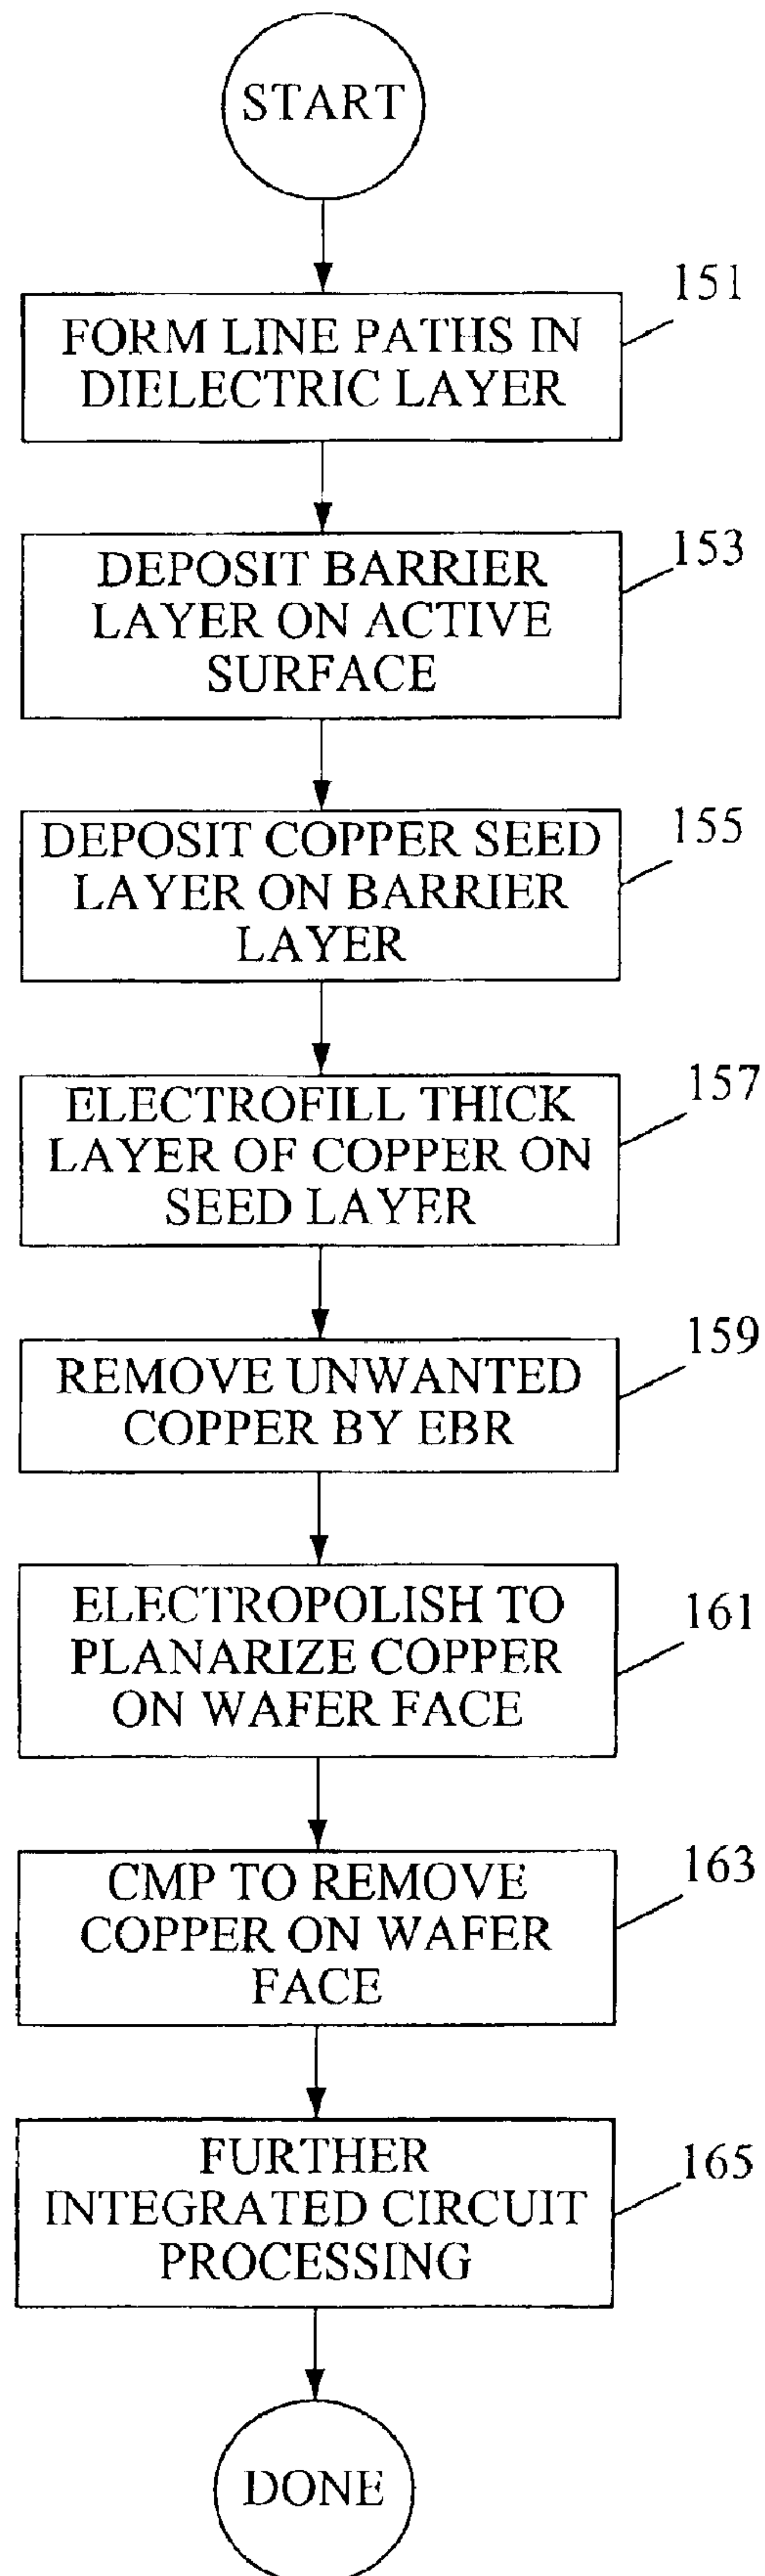 START
151
FORM LINE PATHS IN
DIELECTRIC LAYER
153
DEPOSIT BARRIER
LAYER ON ACTIVE
SURFACE
155
DEPOSIT COPPER SEED
LAYER ON BARRIER
LAYER
157
ELECTROFILL THICK
LAYER OF COPPER ON
SEED LAYER
159
REMOVE UNWANTED
COPPER BY EBR
161
ELECTROPOLISH TO
PLANARIZE COPPER
ON WAFER FACE
163
CMP TO REMOVE
COPPER ON WAFER
FACE
165
FURTHER
INTEGRATED CIRCUIT
PROCESSING
DONE